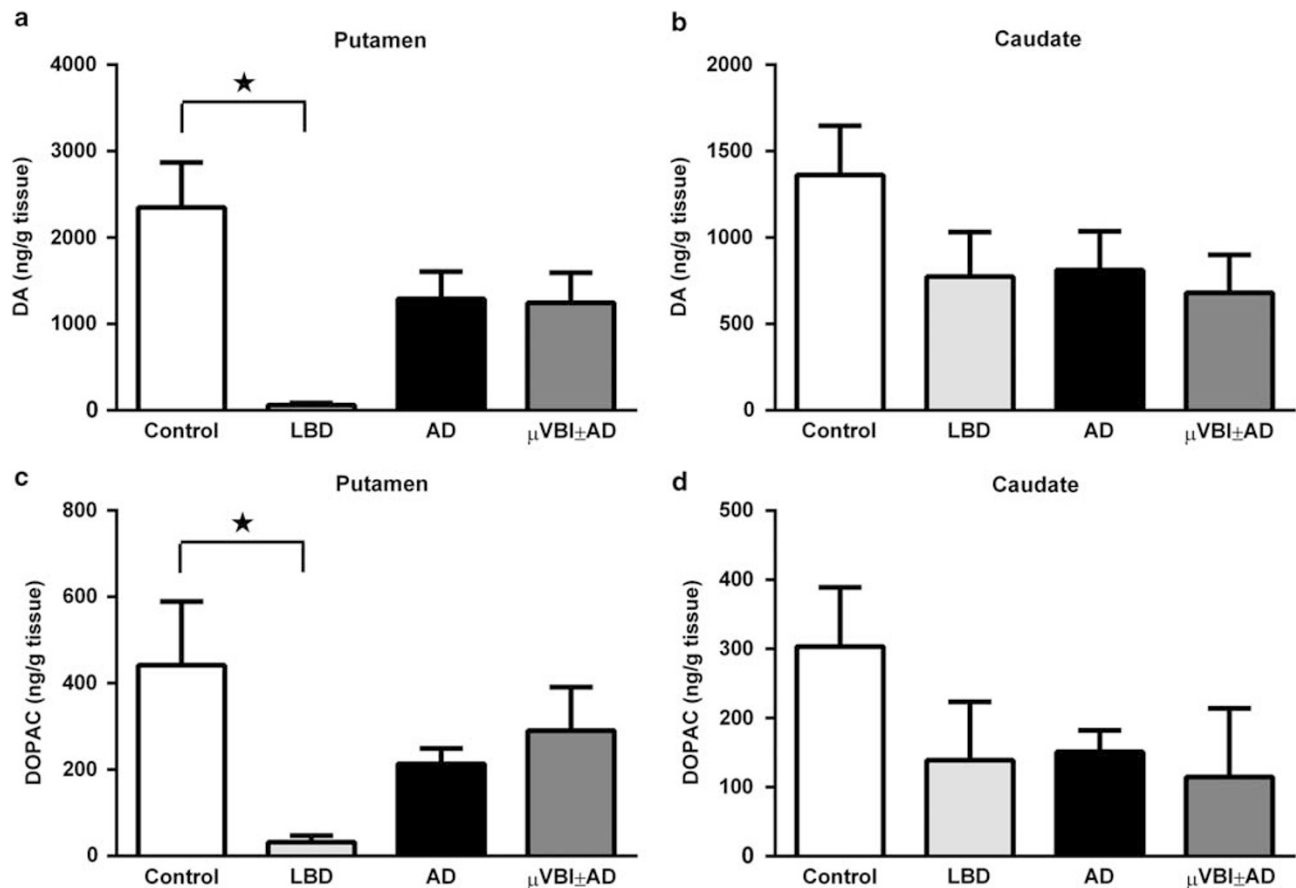 a
Putamen
4000
3000
2000
1000
0
DA (ng/g tissue)
★
Control LBD AD μVBI±AD
b
Caudate
2000
1500
1000
500
0
DA (ng/g tissue)
Control LBD AD μVBI±AD
c
Putamen
800
600
400
200
0
DOPAC (ng/g tissue)
★
Control LBD AD μVBI±AD
d
Caudate
500
400
300
200
100
0
DOPAC (ng/g tissue)
Control LBD AD μVBI±AD